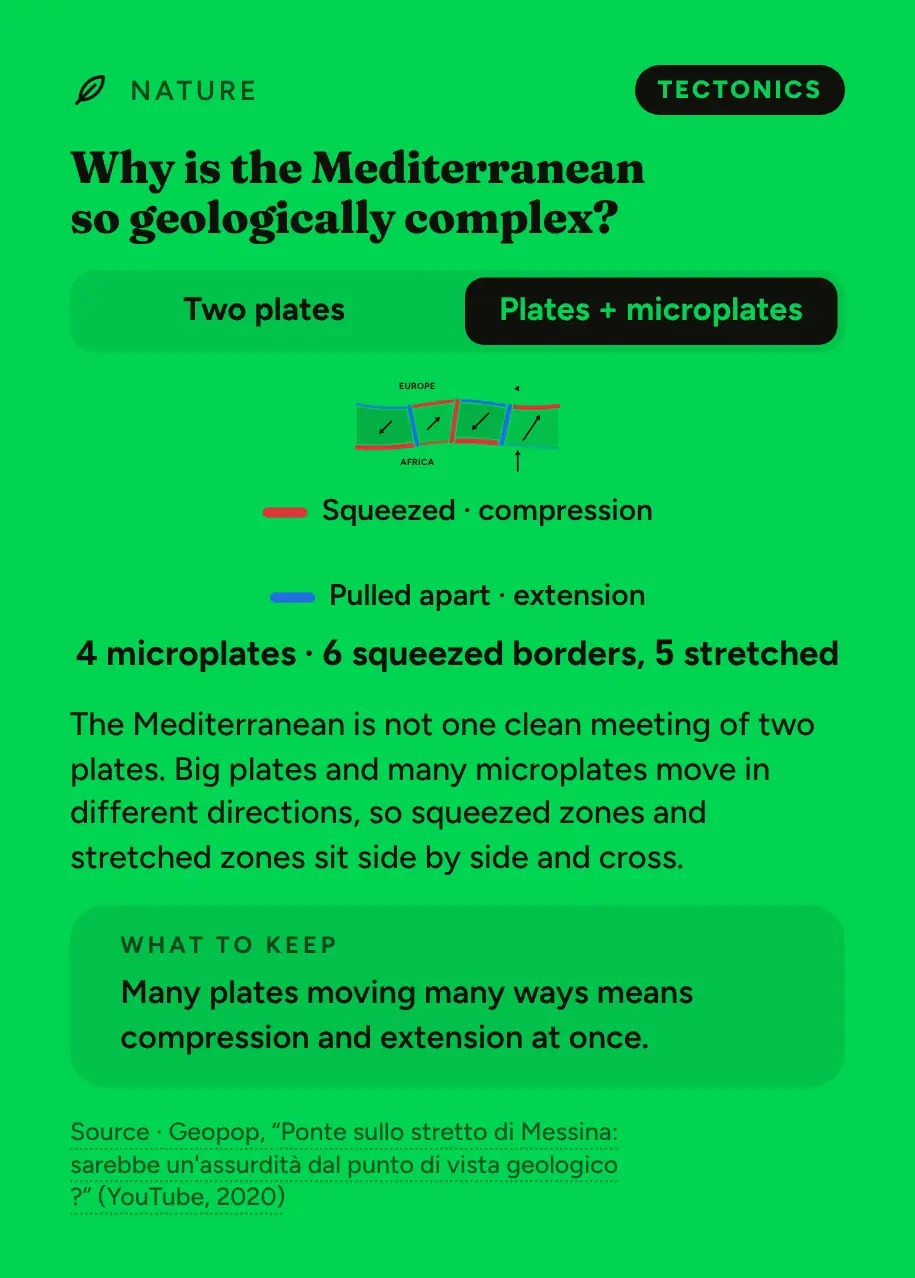 NATURE
TECTONICS
Why is the Mediterranean
so geologically complex?
Two plates
Plates + microplates
EUROPE
AFRICA
Squeezed · compression
Pulled apart · extension
4 microplates · 6 squeezed borders, 5 stretched
The Mediterranean is not one clean meeting of two
plates. Big plates and many microplates move in
different directions, so squeezed zones and
stretched zones sit side by side and cross.
WHAT TO KEEP
Many plates moving many ways means
compression and extension at once.
Source · Geopop, “Ponte sullo stretto di Messina:
sarebbe un'assurdità dal punto di vista geologico
?” (YouTube, 2020)